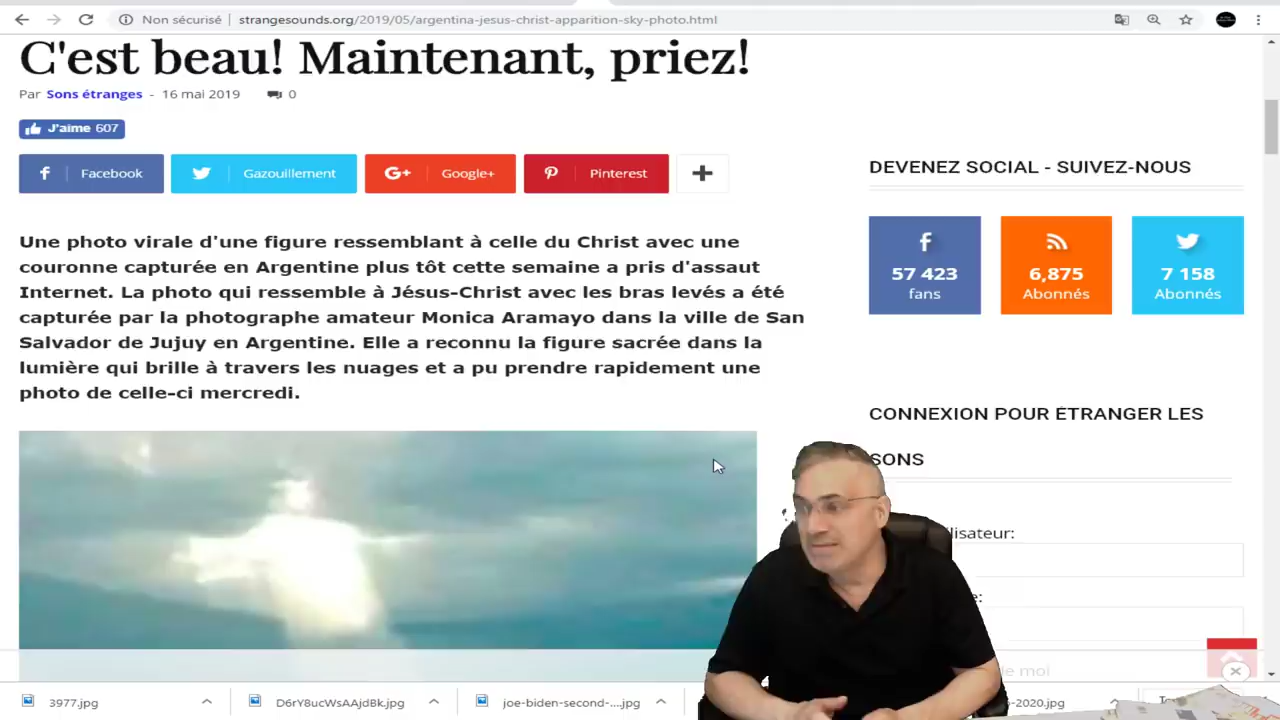 Non sécurisé | strangesounds.org/2019/05/argentina-jesus-christ-apparition-sky-photo.html
C'est beau! Maintenant, priez!
Par Sons étranges - 16 mai 2019 0
J'aime 607
Facebook Gazouillement Google+ Pinterest
DEVENEZ SOCIAL - SUIVEZ-NOUS
57 423 6,875 7 158
fans Abonnés Abonnés
Une photo virale d'une figure ressemblant à celle du Christ avec une
couronne capturée en Argentine plus tôt cette semaine a pris d'assaut
Internet. La photo qui ressemble à Jésus-Christ avec les bras levés a été
capturée par la photographe amateur Monica Aramayo dans la ville de San
Salvador de Jujuy en Argentine. Elle a reconnu la figure sacrée dans la
lumière qui brille à travers les nuages et a pu prendre rapidement une
photo de celle-ci mercredi.
CONNEXION POUR ÉTRANGER LES
SONS
ilisateur:
e:
de moi
3977.jpg D6rY8ucWsAAjdBk.jpg joe-biden-second-....jpg -2020.jpg